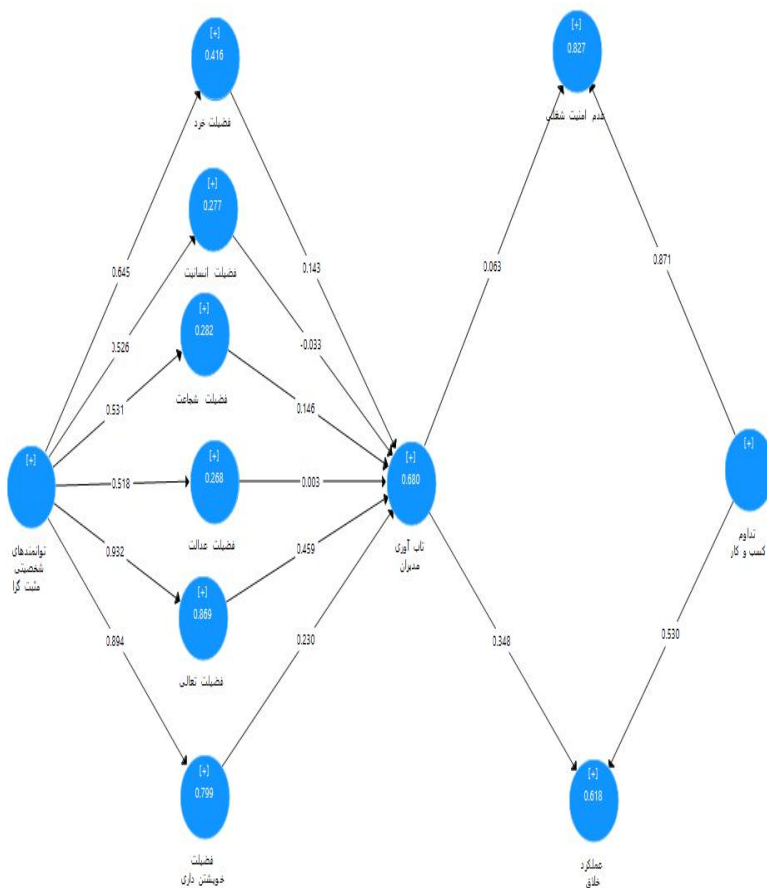 [+]
0.416
فضیلت خرد
[+]
0.827
عدم امنیت شغلی
[+]
0.277
فضیلت انسانیت
0.645
0.143
0.063
0.871
[+]
0.282
فضیلت شجاعت
0.526
-0.033
0.531
0.146
[+]
توانمندهای
شخصیتی
مثبت گرا
0.518
[+]
0.268
فضیلت عدالت
0.003
[+]
0.680
تاب آوری
مدیران
[+]
تداوم
کسب و کار
0.932
0.459
[+]
0.869
فضیلت تعالی
0.894
0.230
0.348
0.530
[+]
0.799
فضیلت
خویشتن داری
[+]
0.618
عملکرد
خلاق